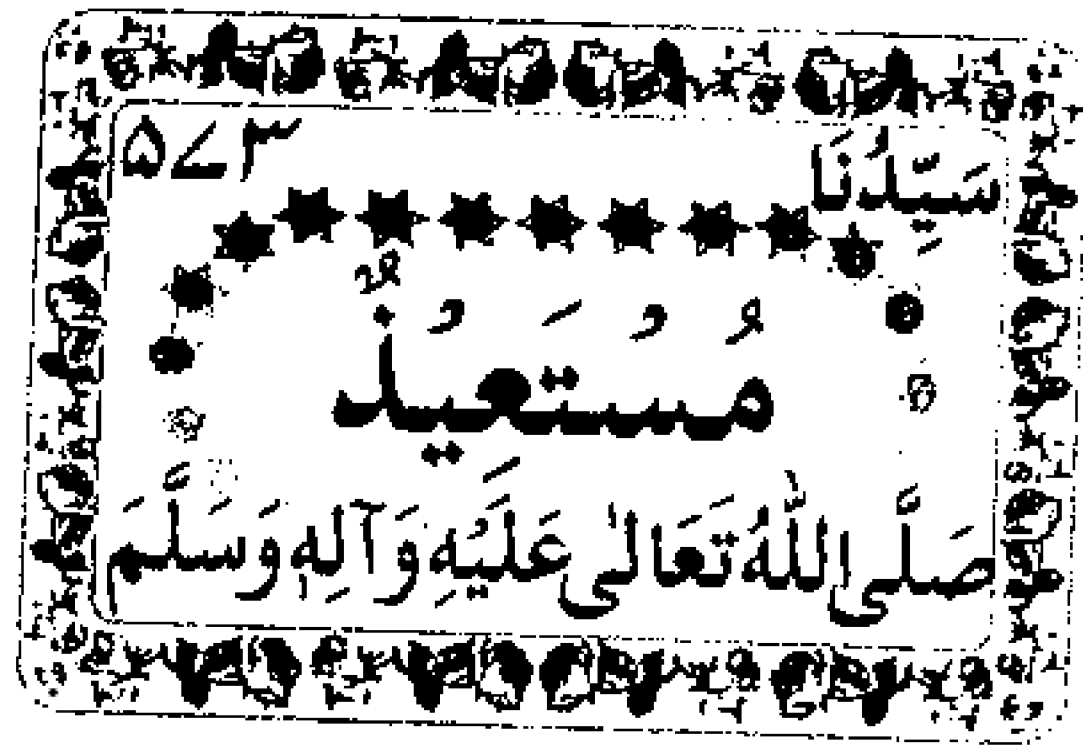 سَيِّدُنَا ۵۷۳
مُسْتَعِيْذٌ
صَلَّى اللّٰهُ تَعَالٰى عَلَيْهِ وَآلِهٖ وَسَلَّمَ